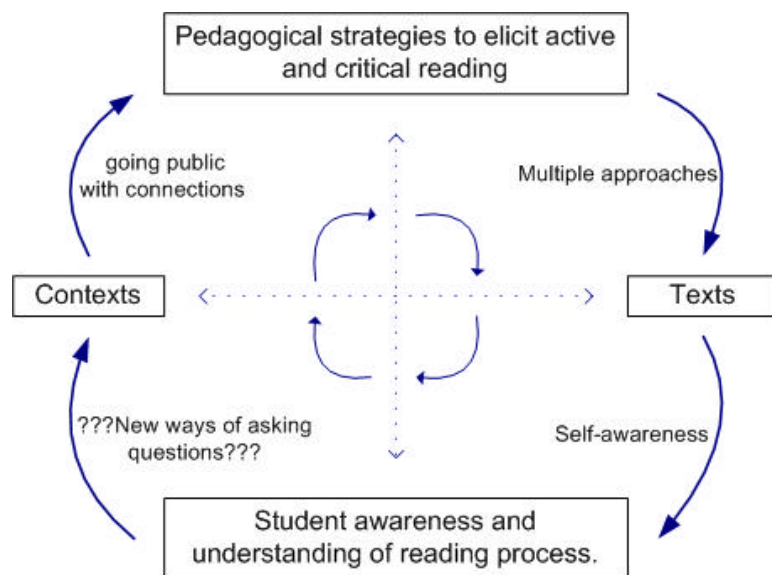 Pedagogical strategies to elicit active
and critical reading
going public
with connections
Multiple approaches
Contexts
Texts
???New ways of asking
questions???
Self-awareness
Student awareness and
understanding of reading process.